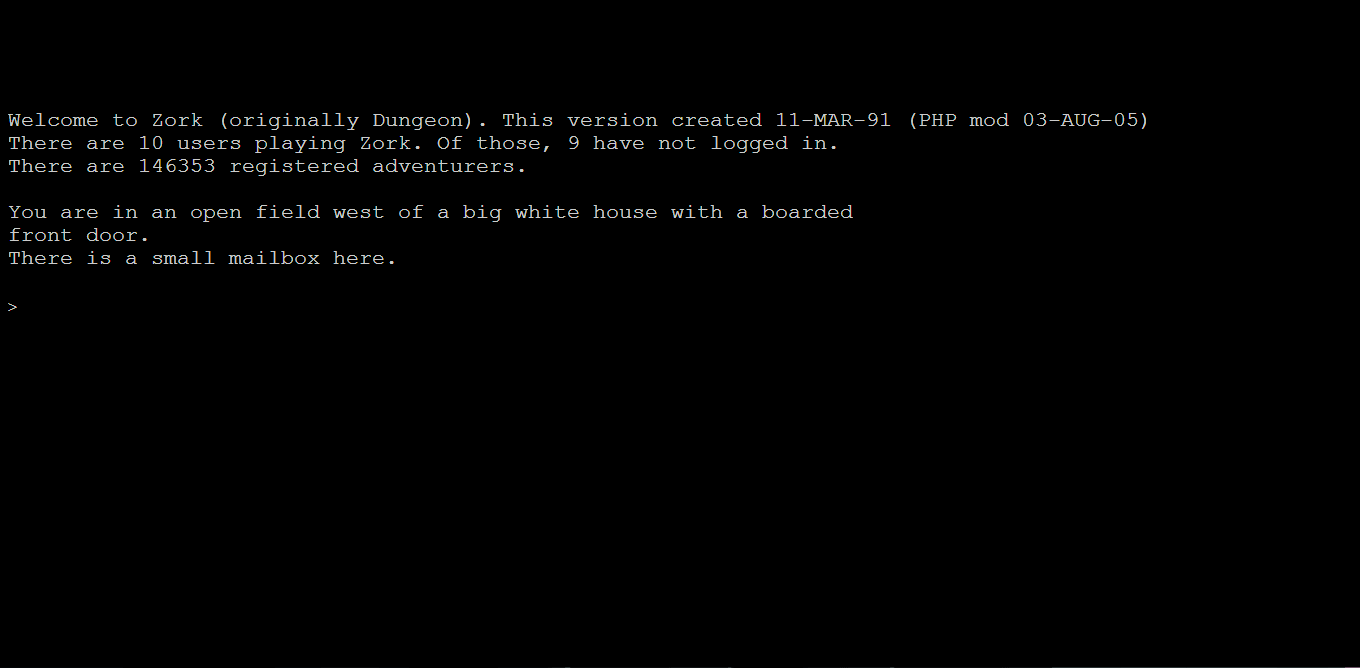 Welcome to Zork (originally Dungeon). This version created 11-MAR-91 (PHP mod 03-AUG-05)
There are 10 users playing Zork. Of those, 9 have not logged in.
There are 146353 registered adventurers.
You are in an open field west of a big white house with a boarded
front door.
There is a small mailbox here.
>